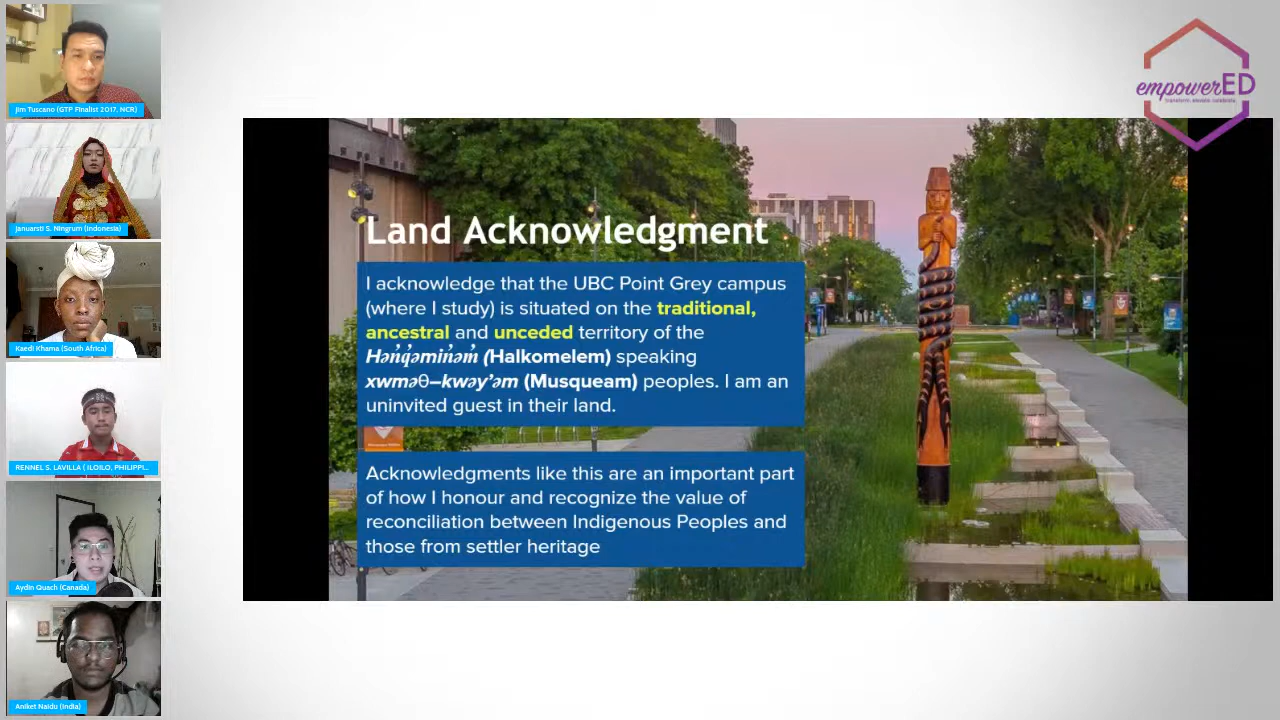 Jim Tuscano (GTP Finalist 2017, NCR)
Januarsti S. Ningrum (Indonesia)
Kaedi Khama (South Africa)
RENNEL S. LAVILLA ( ILOILO, PHILIPPI...
Aydin Quach (Canada)
Aniket Naidu (India)
empowerED
Land Acknowledgment
I acknowledge that the UBC Point Grey campus
(where I study) is situated on the traditional,
ancestral and unceded territory of the
Hən̓q̓əmin̓əm̓ (Halkomelem) speaking
xwməθ–kwəy’əm (Musqueam) peoples. I am an
uninvited guest in their land.
Acknowledgments like this are an important part
of how I honour and recognize the value of
reconciliation between Indigenous Peoples and
those from settler heritage